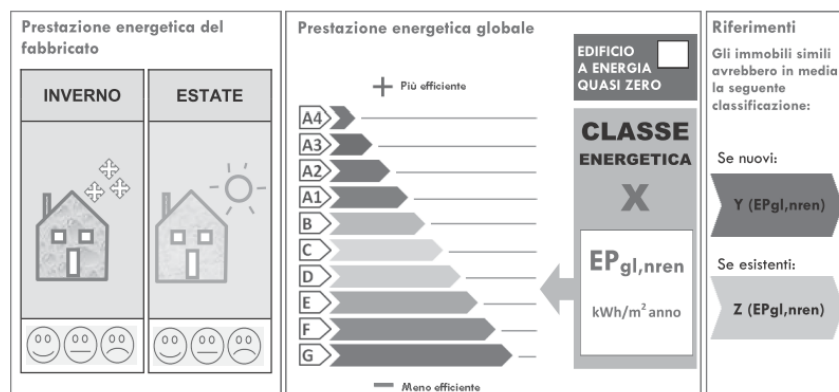 Prestazione energetica del
fabbricato
INVERNO
ESTATE
Prestazione energetica globale
+ Più efficiente
A4
A3
A2
A1
B
C
D
E
F
G
— Meno efficiente
EDIFICIO
A ENERGIA
QUASI ZERO
CLASSE
ENERGETICA
X
EPgl,nren
kWh/m² anno
Riferimenti
Gli immobili simili
avrebbero in media
la seguente
classificazione:
Se nuovi:
Y (EPgl,nren)
Se esistenti:
Z (EPgl,nren)